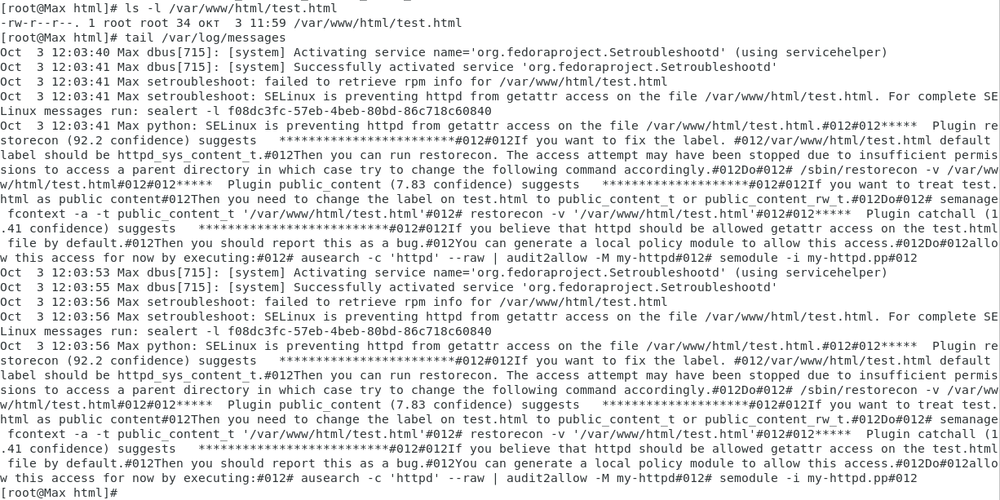 [root@Max html]# ls -l /var/www/html/test.html
-rw-r--r--. 1 root root 34 окт  3 11:59 /var/www/html/test.html
[root@Max html]# tail /var/log/messages
Oct  3 12:03:40 Max dbus[715]: [system] Activating service name='org.fedoraproject.Setroubleshootd' (using servicehelper)
Oct  3 12:03:41 Max dbus[715]: [system] Successfully activated service 'org.fedoraproject.Setroubleshootd'
Oct  3 12:03:41 Max setroubleshoot: failed to retrieve rpm info for /var/www/html/test.html
Oct  3 12:03:41 Max setroubleshoot: SELinux is preventing httpd from getattr access on the file /var/www/html/test.html. For complete SE
Linux messages run: sealert -l f08dc3fc-57eb-4beb-80bd-86c718c60840
Oct  3 12:03:41 Max python: SELinux is preventing httpd from getattr access on the file /var/www/html/test.html.#012#012*****  Plugin re
storecon (92.2 confidence) suggests   ************************#012#012If you want to fix the label. #012/var/www/html/test.html default
label should be httpd_sys_content_t.#012Then you can run restorecon. The access attempt may have been stopped due to insufficient permis
sions to access a parent directory in which case try to change the following command accordingly.#012Do#012# /sbin/restorecon -v /var/ww
w/html/test.html#012#012*****  Plugin public_content (7.83 confidence) suggests   ********************#012#012If you want to treat test.
html as public content#012Then you need to change the label on test.html to public_content_t or public_content_rw_t.#012Do#012# semanage
 fcontext -a -t public_content_t '/var/www/html/test.html'#012# restorecon -v '/var/www/html/test.html'#012#012*****  Plugin catchall (1
.41 confidence) suggests   **************************#012#012If you believe that httpd should be allowed getattr access on the test.html
 file by default.#012Then you should report this as a bug.#012You can generate a local policy module to allow this access.#012Do#012allo
w this access for now by executing:#012# ausearch -c 'httpd' --raw | audit2allow -M my-httpd#012# semodule -i my-httpd.pp#012
Oct  3 12:03:53 Max dbus[715]: [system] Activating service name='org.fedoraproject.Setroubleshootd' (using servicehelper)
Oct  3 12:03:55 Max dbus[715]: [system] Successfully activated service 'org.fedoraproject.Setroubleshootd'
Oct  3 12:03:56 Max setroubleshoot: failed to retrieve rpm info for /var/www/html/test.html
Oct  3 12:03:56 Max setroubleshoot: SELinux is preventing httpd from getattr access on the file /var/www/html/test.html. For complete SE
Linux messages run: sealert -l f08dc3fc-57eb-4beb-80bd-86c718c60840
Oct  3 12:03:56 Max python: SELinux is preventing httpd from getattr access on the file /var/www/html/test.html.#012#012*****  Plugin re
storecon (92.2 confidence) suggests   ************************#012#012If you want to fix the label. #012/var/www/html/test.html default
label should be httpd_sys_content_t.#012Then you can run restorecon. The access attempt may have been stopped due to insufficient permis
sions to access a parent directory in which case try to change the following command accordingly.#012Do#012# /sbin/restorecon -v /var/ww
w/html/test.html#012#012*****  Plugin public_content (7.83 confidence) suggests   ********************#012#012If you want to treat test.
html as public content#012Then you need to change the label on test.html to public_content_t or public_content_rw_t.#012Do#012# semanage
 fcontext -a -t public_content_t '/var/www/html/test.html'#012# restorecon -v '/var/www/html/test.html'#012#012*****  Plugin catchall (1
.41 confidence) suggests   **************************#012#012If you believe that httpd should be allowed getattr access on the test.html
 file by default.#012Then you should report this as a bug.#012You can generate a local policy module to allow this access.#012Do#012allo
w this access for now by executing:#012# ausearch -c 'httpd' --raw | audit2allow -M my-httpd#012# semodule -i my-httpd.pp#012
[root@Max html]#